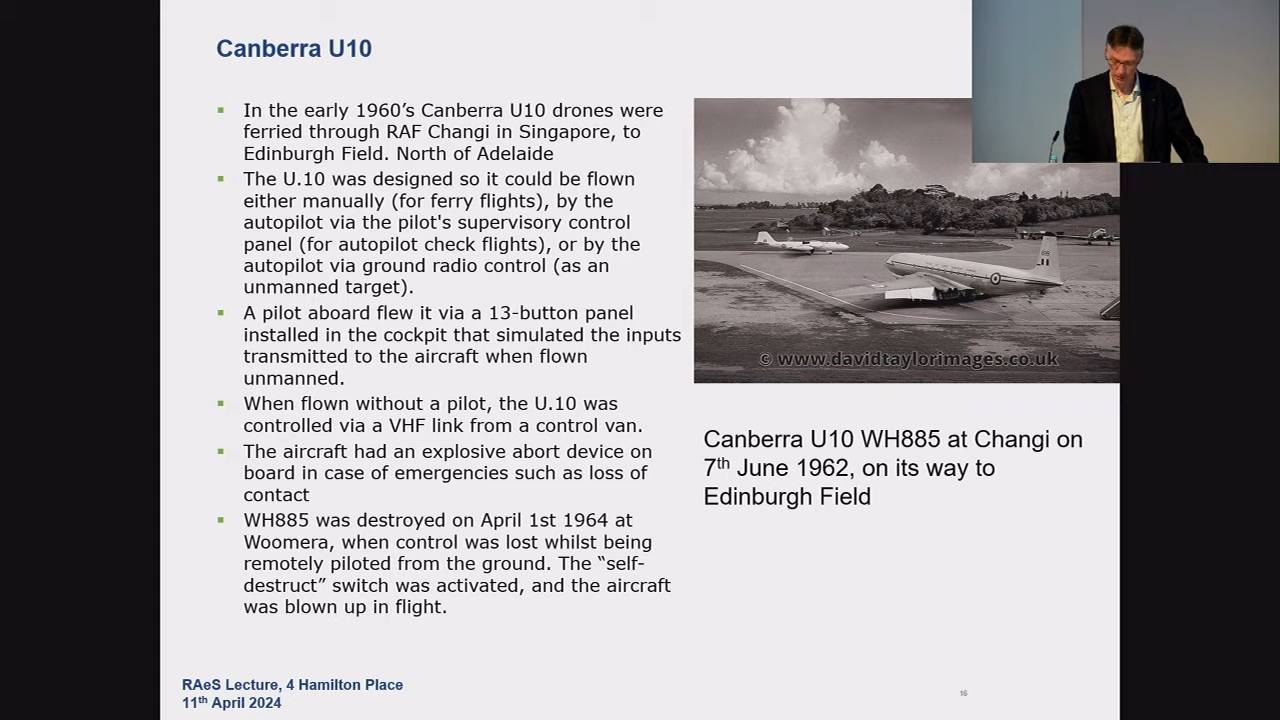 Canberra U10
In the early 1960’s Canberra U10 drones were
ferried through RAF Changi in Singapore, to
Edinburgh Field. North of Adelaide
The U.10 was designed so it could be flown
either manually (for ferry flights), by the
autopilot via the pilot's supervisory control
panel (for autopilot check flights), or by the
autopilot via ground radio control (as an
unmanned target).
A pilot aboard flew it via a 13-button panel
installed in the cockpit that simulated the inputs
transmitted to the aircraft when flown
unmanned.
When flown without a pilot, the U.10 was
controlled via a VHF link from a control van.
The aircraft had an explosive abort device on
board in case of emergencies such as loss of
contact
WH885 was destroyed on April 1st 1964 at
Woomera, when control was lost whilst being
remotely piloted from the ground. The “self-
destruct” switch was activated, and the aircraft
was blown up in flight.
© www.davidtaylorimages.co.uk
Canberra U10 WH885 at Changi on
7th June 1962, on its way to
Edinburgh Field
RAeS Lecture, 4 Hamilton Place
11th April 2024
16